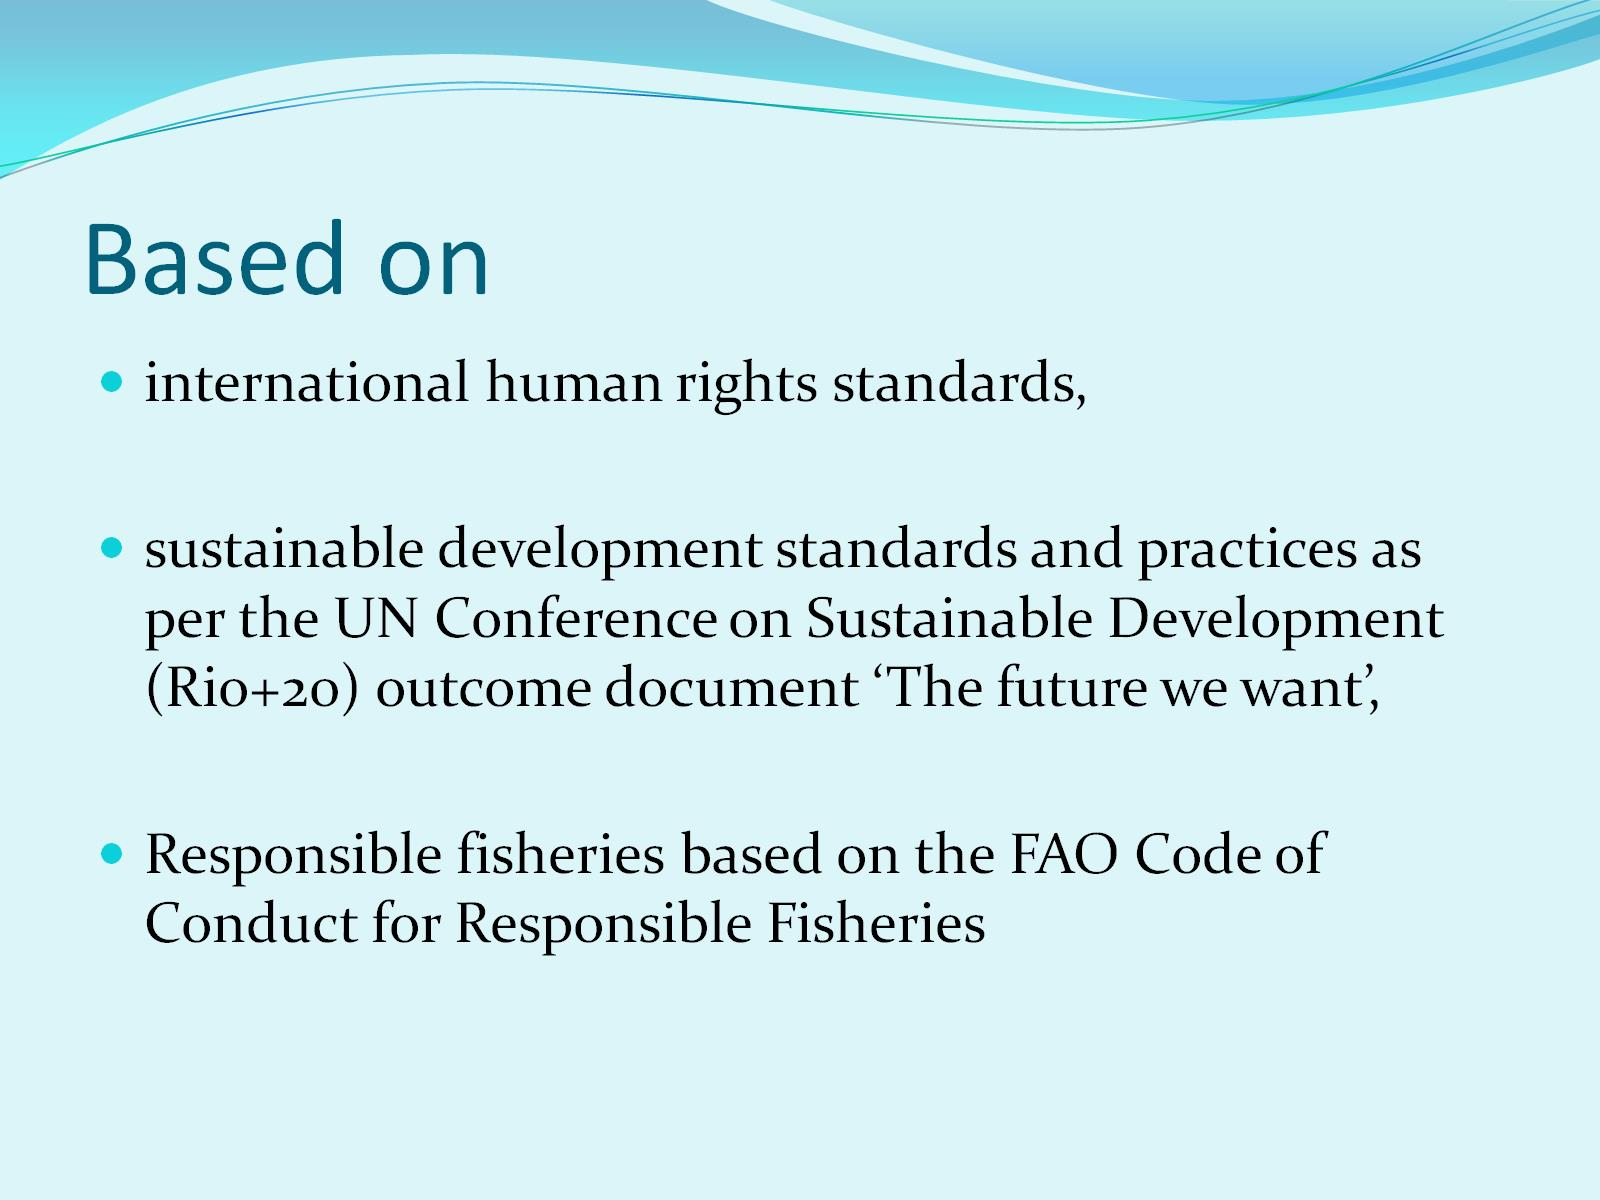 Based on
international human rights standards,
sustainable development standards and practices as
per the UN Conference on Sustainable Development
(Rio+20) outcome document ‘The future we want’,
Responsible fisheries based on the FAO Code of
Conduct for Responsible Fisheries